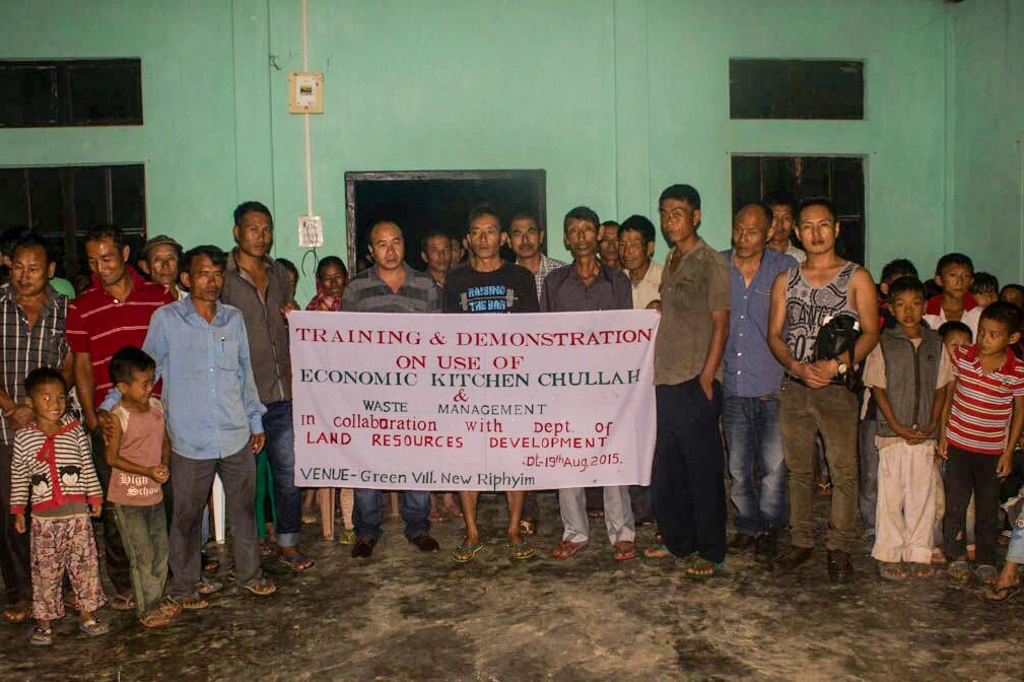 TRAINING & DEMONSTRATION
ON USE OF
ECONOMIC KITCHEN CHULLAH
&
WASTE MANAGEMENT
In collaboration with Dept. of
LAND RESOURCES DEVELOPMENT
Dt-19th Aug. 2015.
VENUE- Green Vill. New Riphyim
RAISING
THE BAR
High
SCHOOL